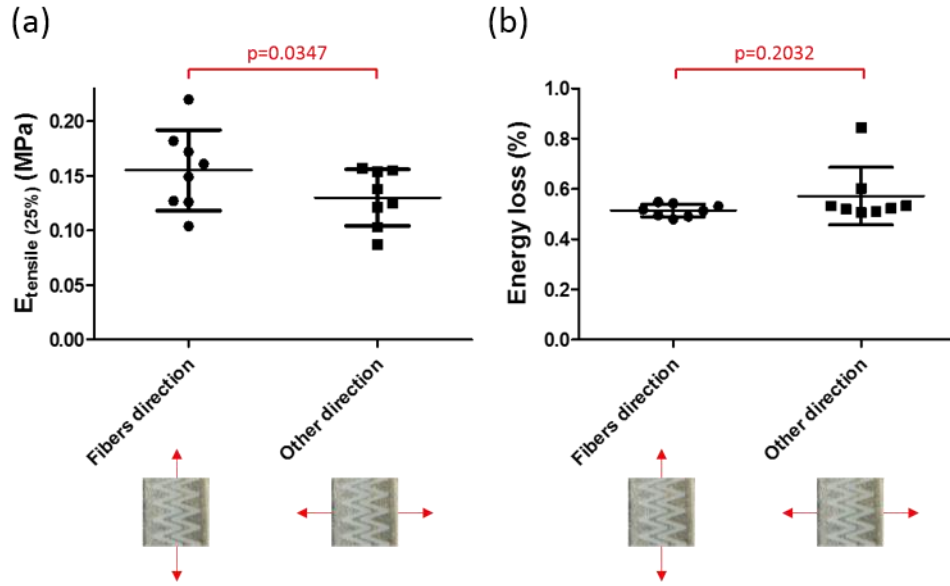 (a)
p=0.0347
E tensile (25%) (MPa)
0.20
0.15
0.10
0.05
0.00
Fibers direction
Other direction
(b)
p=0.2032
Energy loss (%)
1.0
0.8
0.6
0.4
0.2
0.0
Fibers direction
Other direction